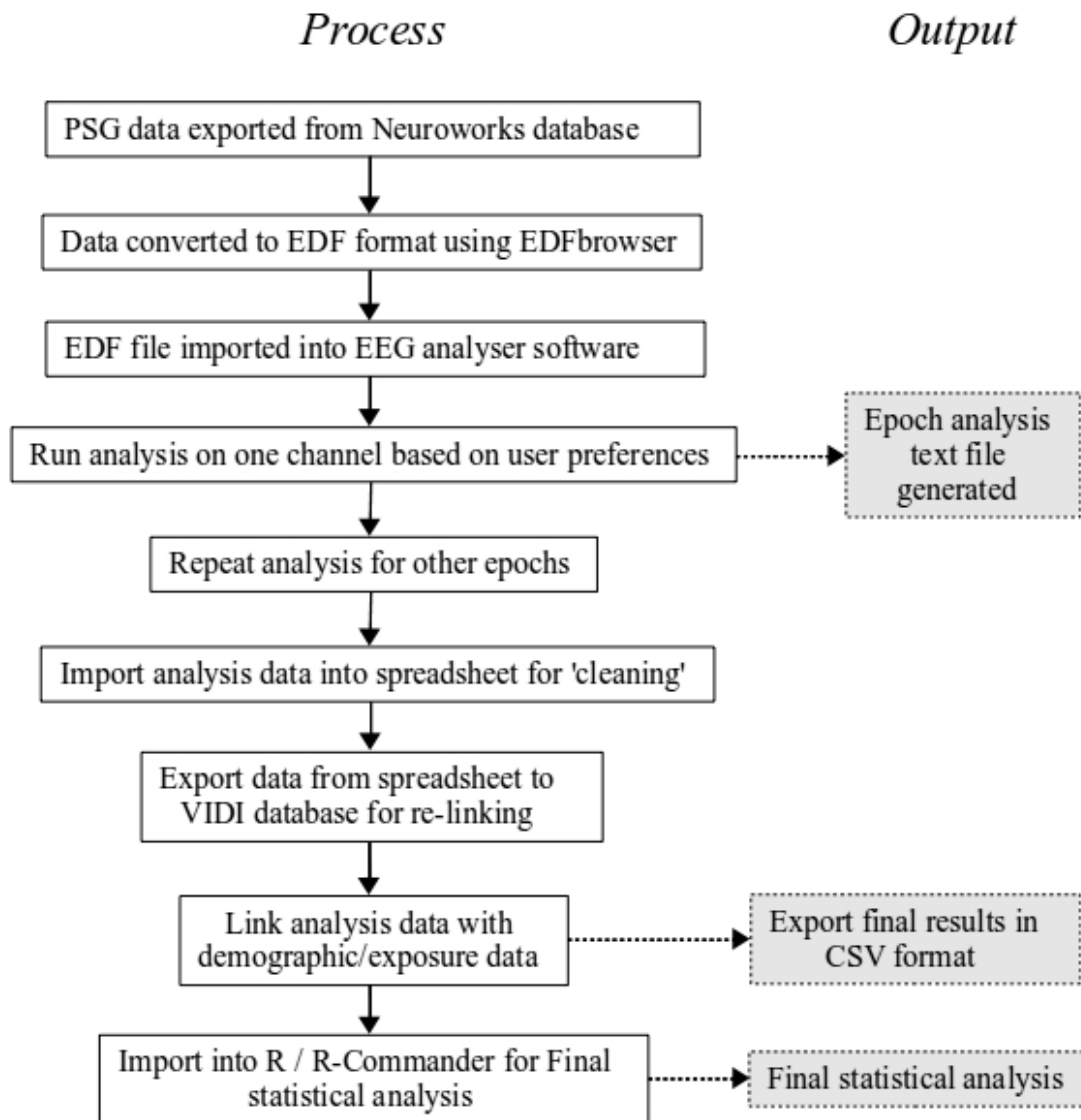 Process
Output
PSG data exported from Neuroworks database
Data converted to EDF format using EDFbrowser
EDF file imported into EEG analyser software
Run analysis on one channel based on user preferences
Epoch analysis
text file
generated
Repeat analysis for other epochs
Import analysis data into spreadsheet for 'cleaning'
Export data from spreadsheet to
VIDI database for re-linking
Link analysis data with
demographic/exposure data
Export final results in
CSV format
Import into R / R-Commander for Final
statistical analysis
Final statistical analysis